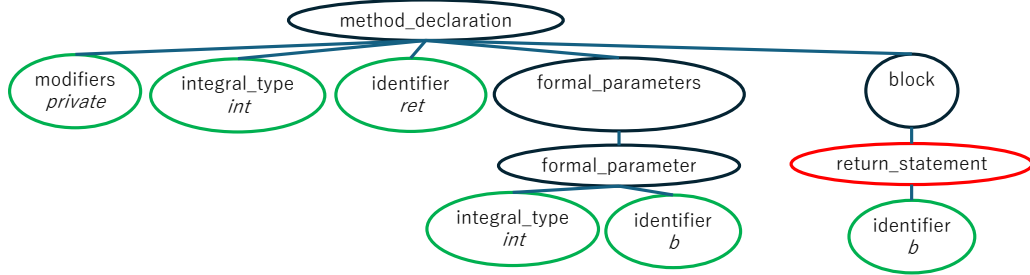 method_declaration
modifiers
private
integral_type
int
identifier
ret
formal_parameters
block
formal_parameter
return_statement
integral_type
int
identifier
b
identifier
b